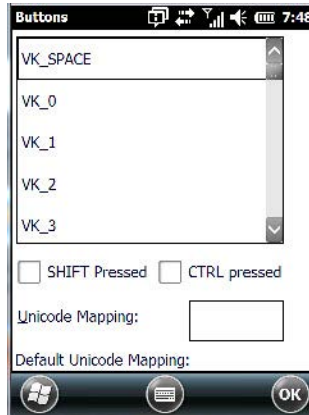 Buttons 7:48
VK_SPACE
VK_0
VK_1
VK_2
VK_3
SHIFT Pressed CTRL pressed
Unicode Mapping:
Default Unicode Mapping:
OK